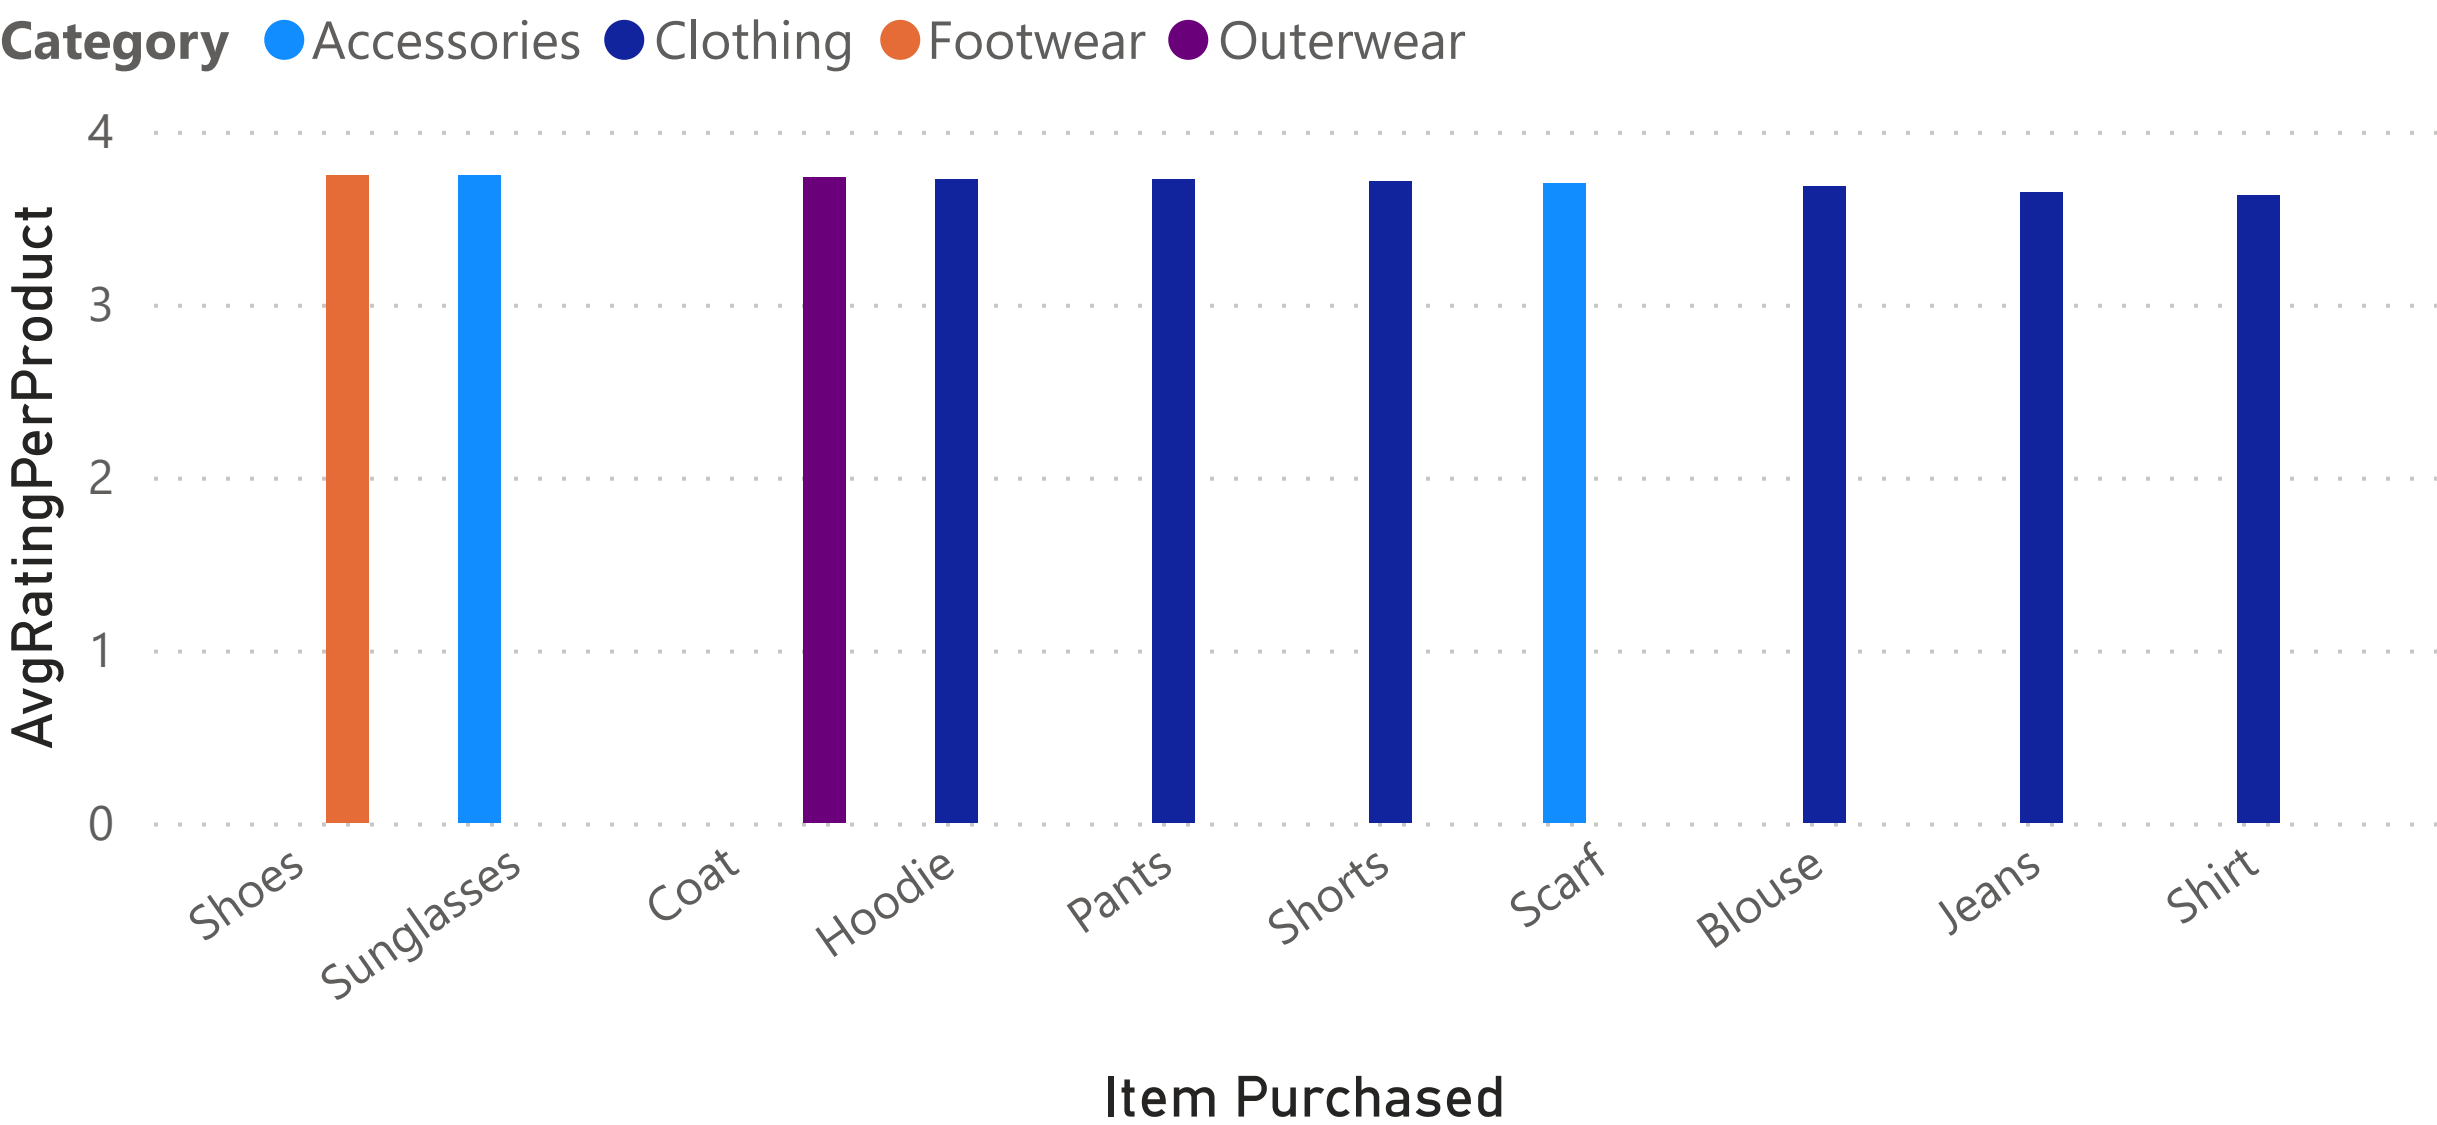 Category Accessories Clothing Footwear Outerwear
AvgRatingPerProduct
4
3
2
1
0
Shoes Sunglasses Coat Hoodie Pants Shorts Scarf Blouse Jeans Shirt
Item Purchased